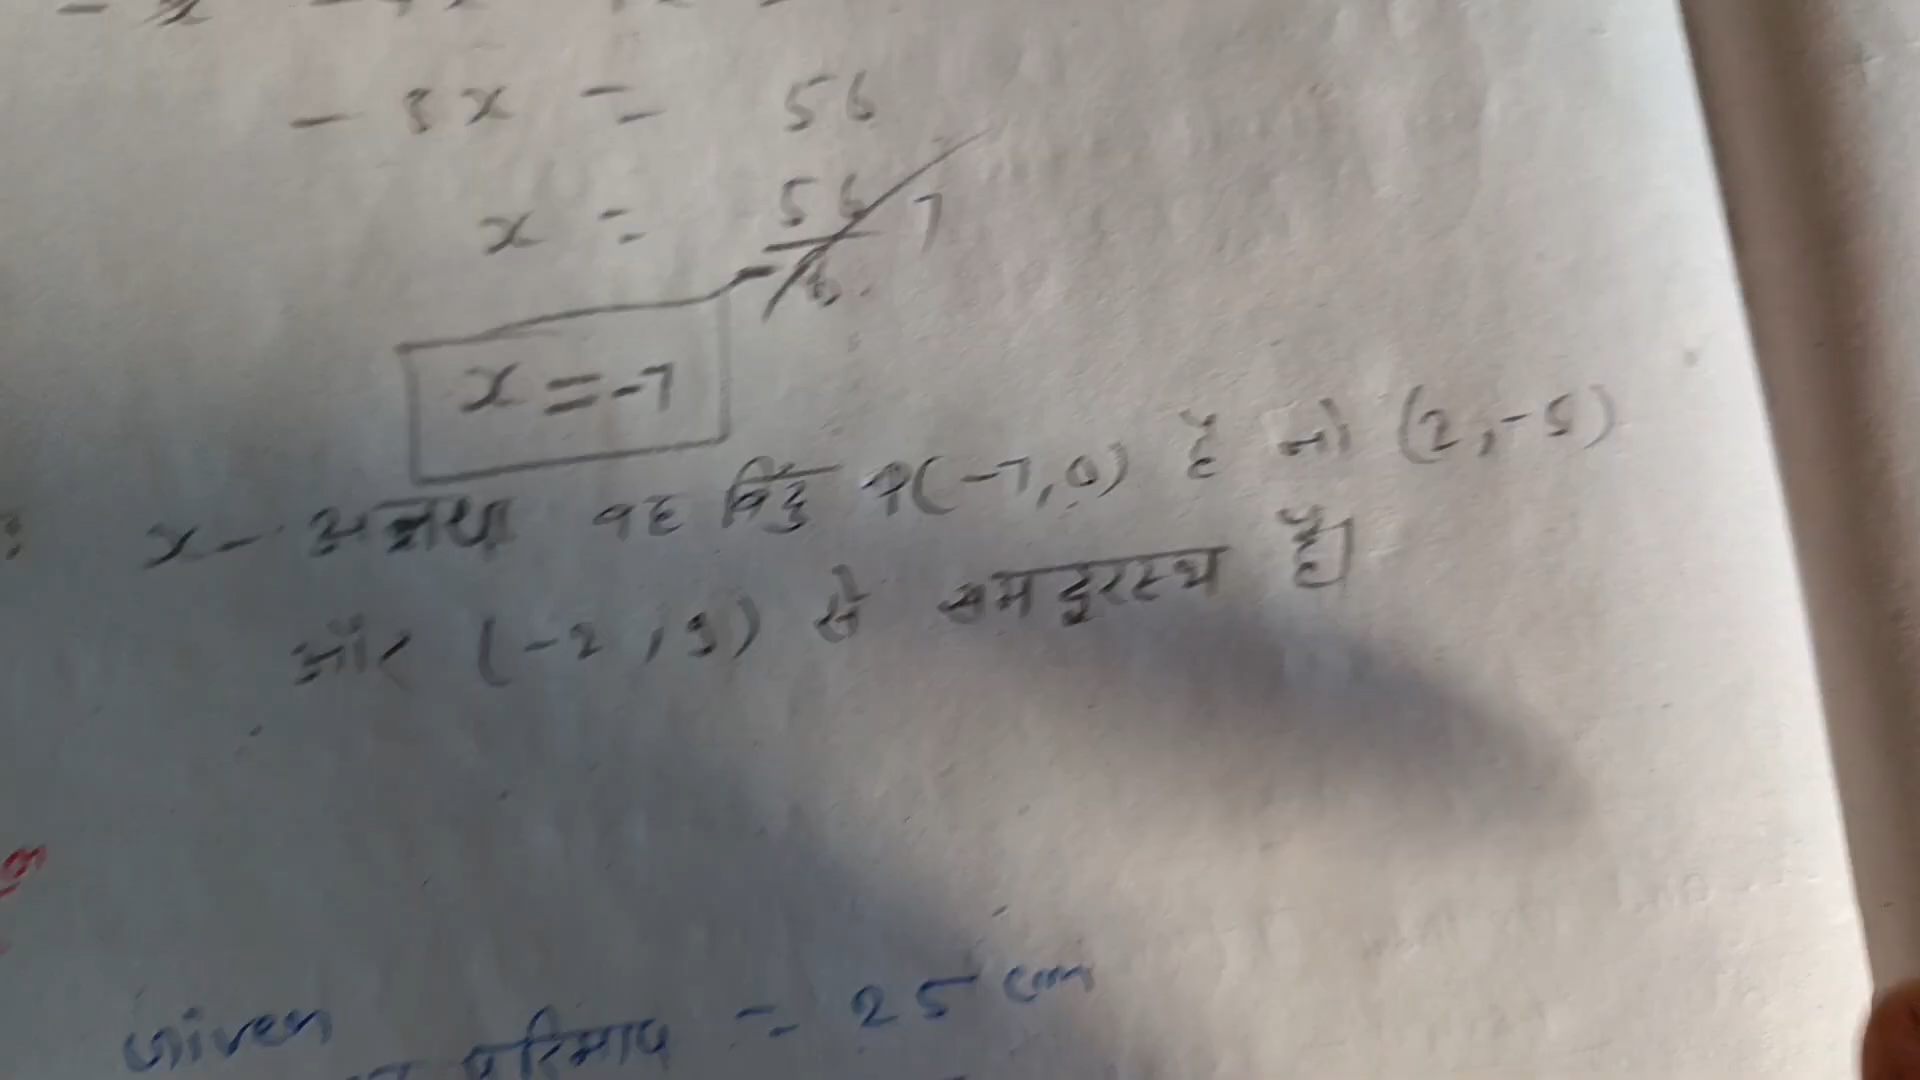 - 8x = 56
x = 56/-8 7
x = -7
x - अक्ष का वह बिंदु P(-7,0) है जो (2,-5)
और (-2,9) से समदूरस्थ है।
Given
परिमाप = 25 cm